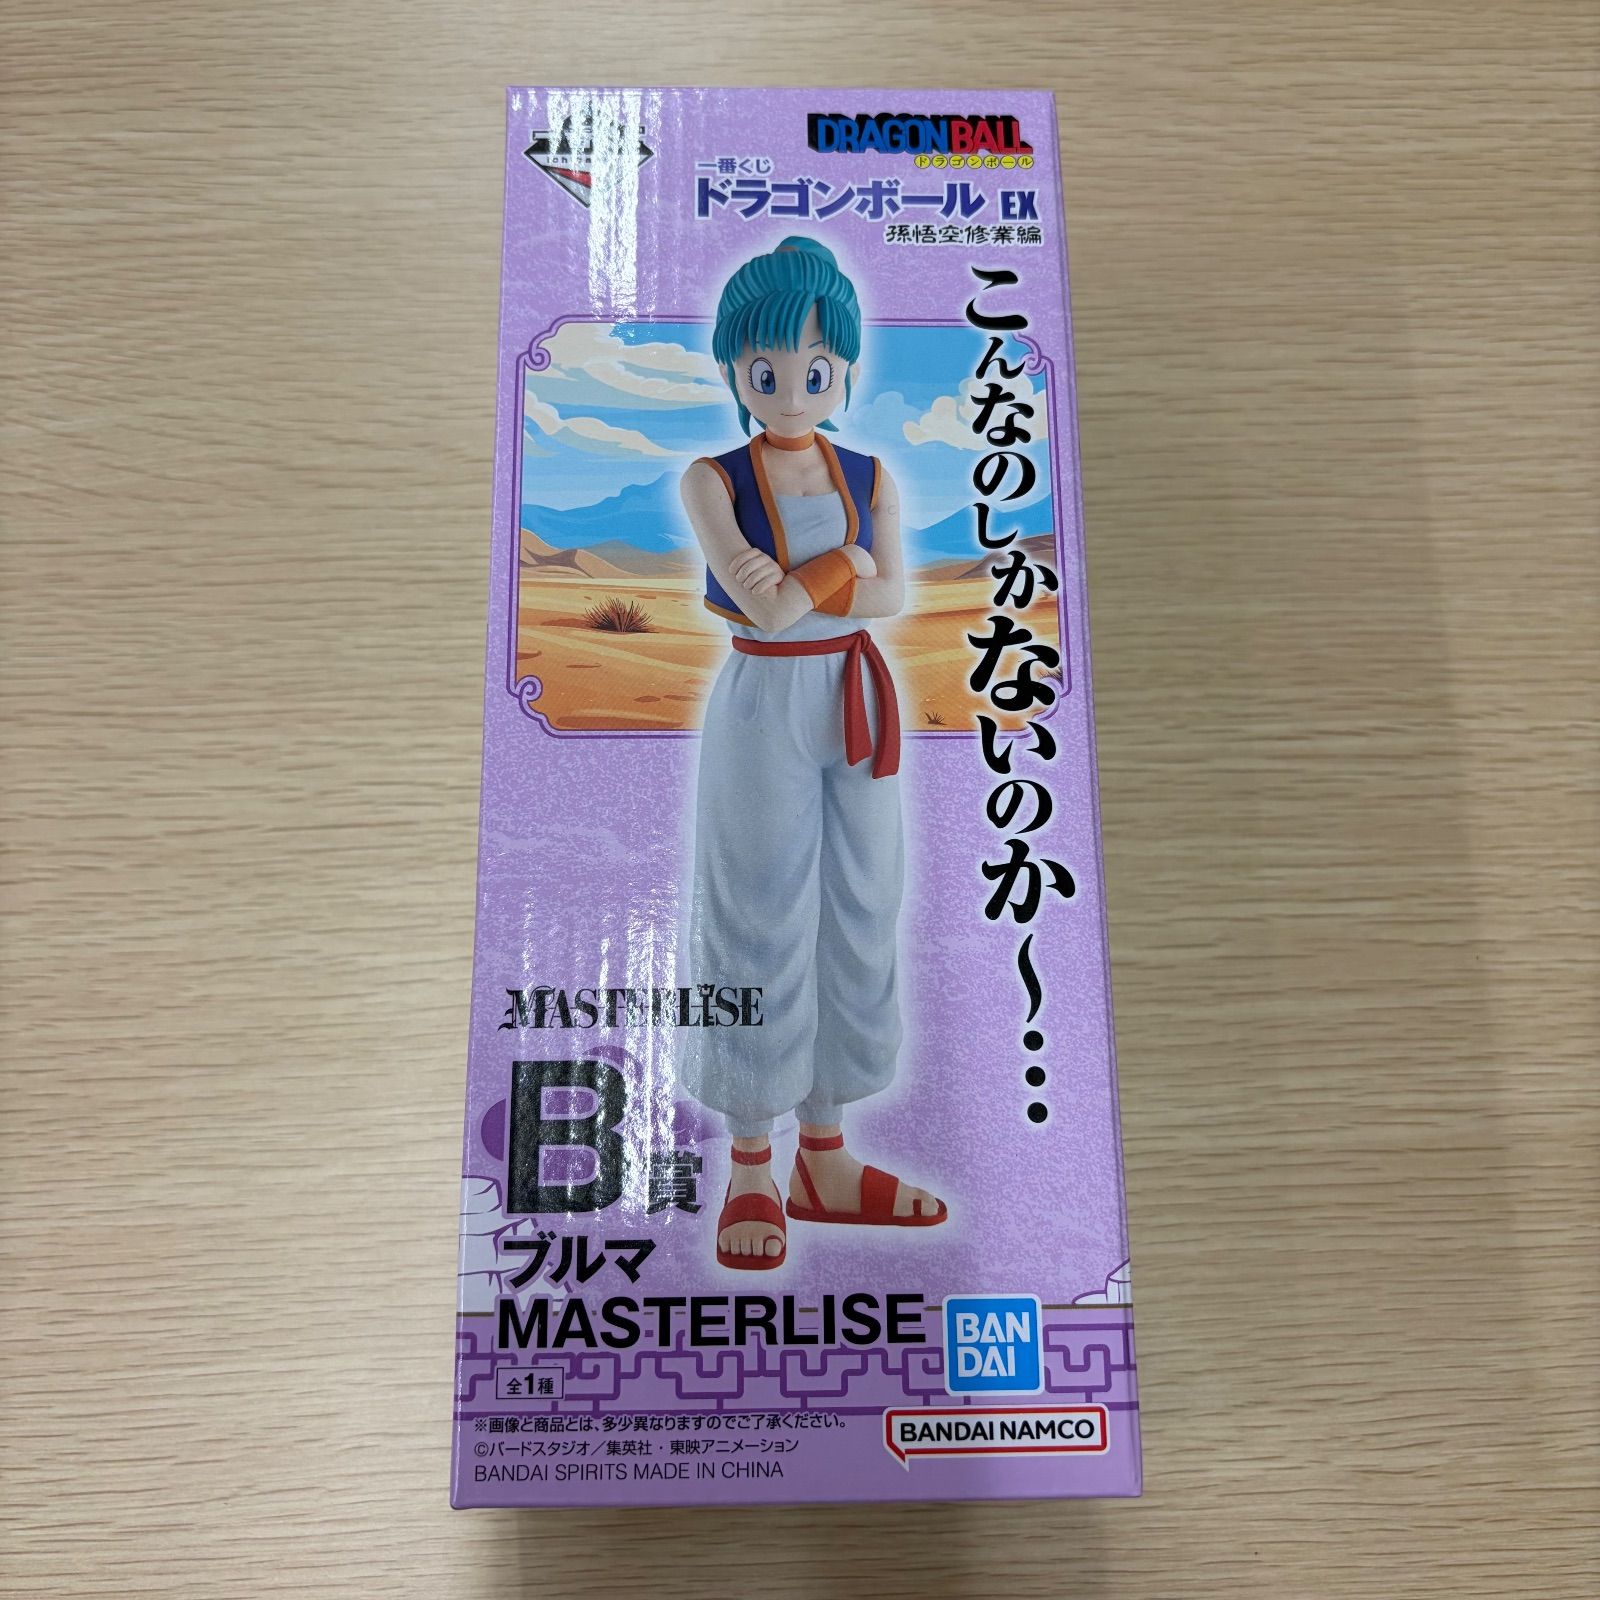 DRAGON BALL
ドラゴンボール
一番くじ
ドラゴンボール EX
孫悟空修業編
こんなのしかないのか〜…
MASTERLISE
B賞
ブルマ
MASTERLISE
全1種
BAN
DAI
※画像と商品とは、多少異なりますのでご了承ください。
©バードスタジオ／集英社・東映アニメーション
BANDAI SPIRITS MADE IN CHINA
BANDAI NAMCO